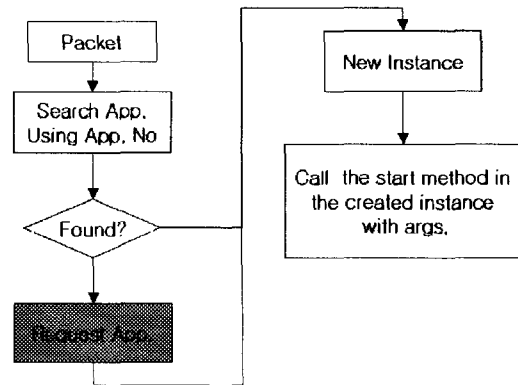 Packet
Search App.
Using App. No
Found?
Request App.
New Instance
Call the start method in
the created instance
with args.